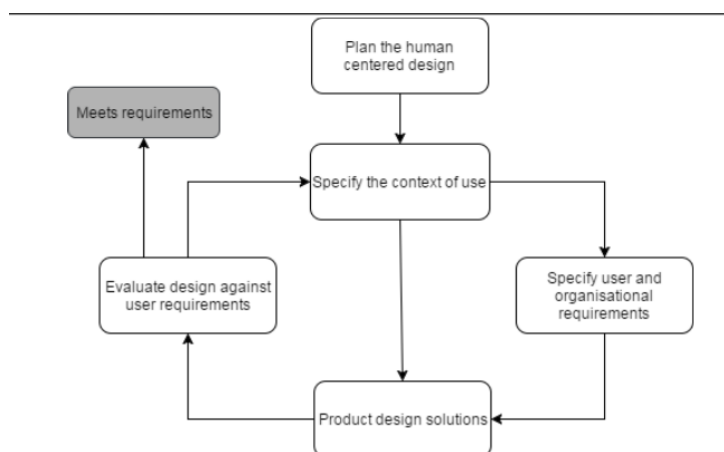 Plan the human
centered design
Meets requirements
Specify the context of use
Evaluate design against
user requirements
Specify user and
organisational
requirements
Product design solutions